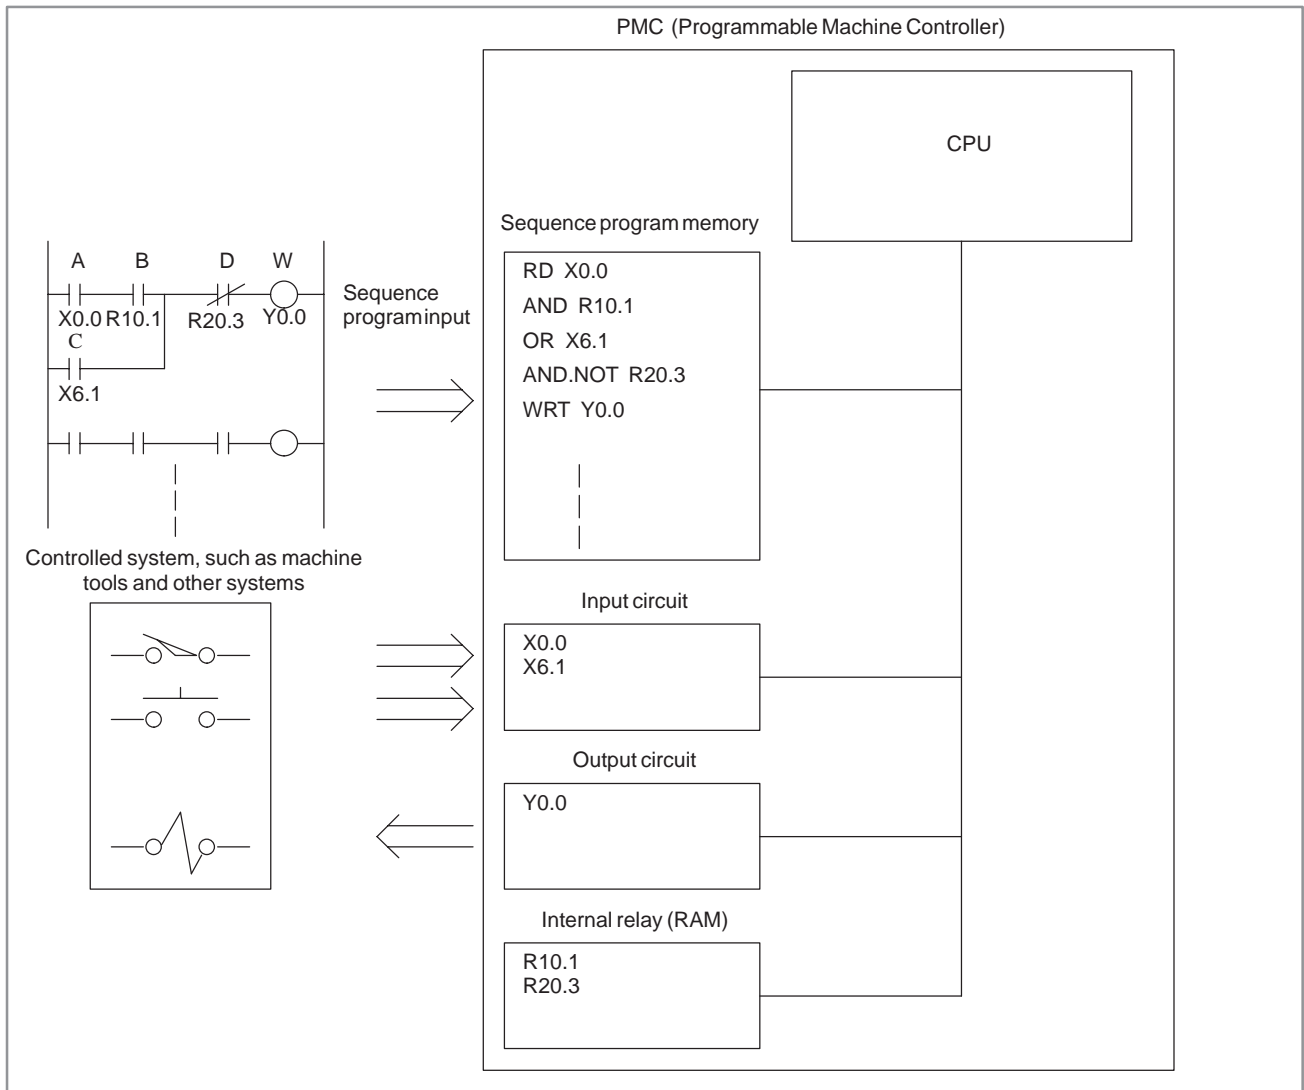 PMC (Programmable Machine Controller)
CPU
Sequence program memory
RD X0.0
AND R10.1
OR X6.1
AND.NOT R20.3
WRT Y0.0
A B D W
X0.0 R10.1 R20.3 Y0.0
C
X6.1
Sequence
program input
Controlled system, such as machine
tools and other systems
Input circuit
X0.0
X6.1
Output circuit
Y0.0
Internal relay (RAM)
R10.1
R20.3